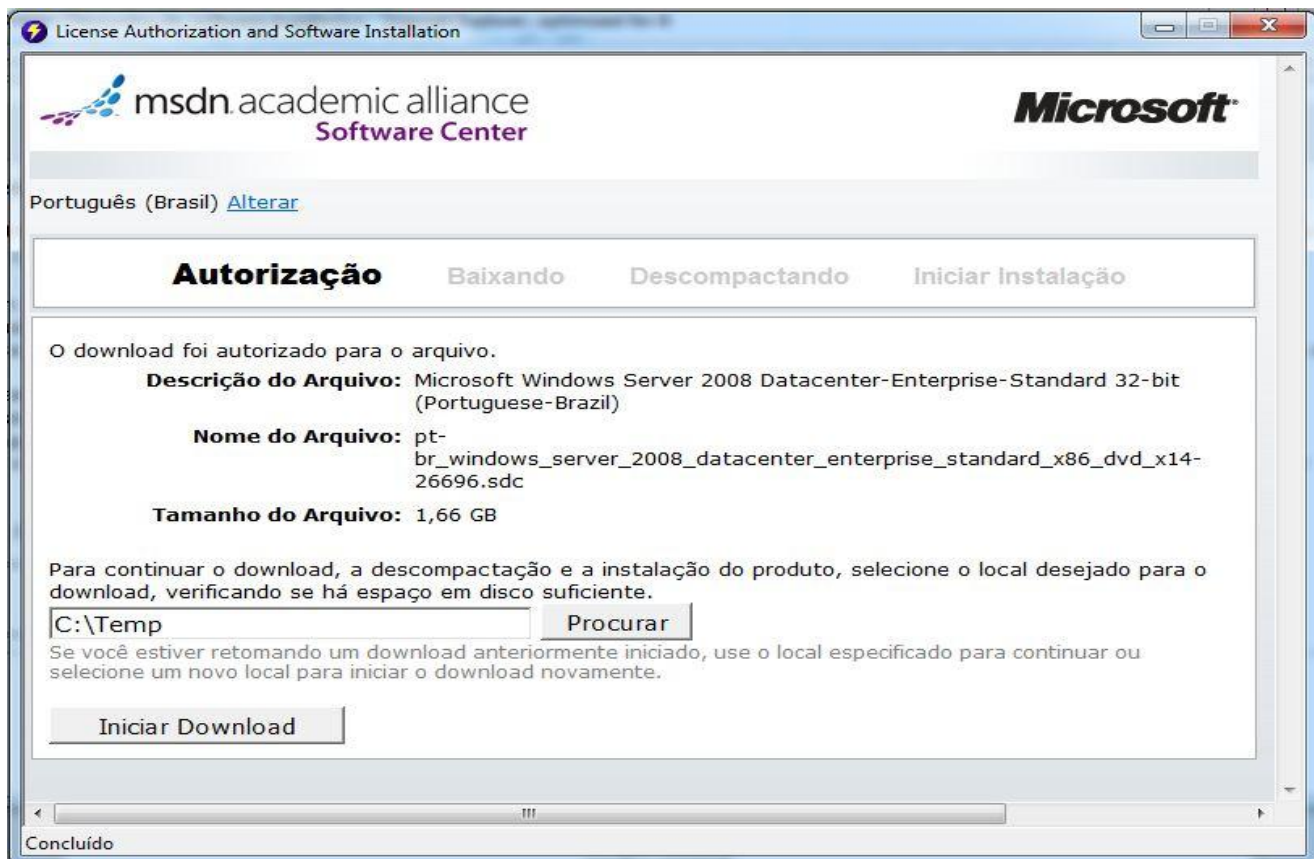 License Authorization and Software Installation
msdn academic alliance
Software Center
Microsoft
Português (Brasil) Alterar
Autorização Baixando Descompactando Iniciar Instalação
O download foi autorizado para o arquivo.
Descrição do Arquivo: Microsoft Windows Server 2008 Datacenter-Enterprise-Standard 32-bit
(Portuguese-Brazil)
Nome do Arquivo: pt-
br_windows_server_2008_datacenter_enterprise_standard_x86_dvd_x14-
26696.sdc
Tamanho do Arquivo: 1,66 GB
Para continuar o download, a descompactação e a instalação do produto, selecione o local desejado para o
download, verificando se há espaço em disco suficiente.
C:\Temp Procurar
Se você estiver retomando um download anteriormente iniciado, use o local especificado para continuar ou
selecione um novo local para iniciar o download novamente.
Iniciar Download
Concluído